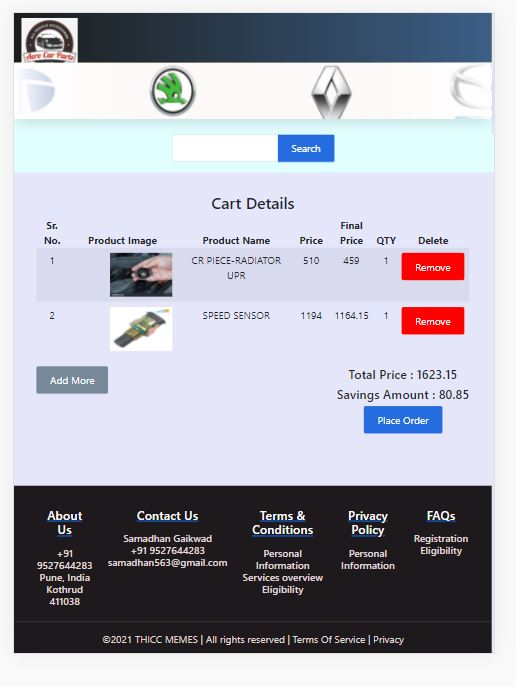 Aero Car Parts
Search
Cart Details
Sr. No. Product Image Product Name Price Final Price QTY Delete
1 CR PIECE-RADIATOR UPR 510 459 1 Remove
2 SPEED SENSOR 1194 1164.15 1 Remove
Add More
Total Price : 1623.15
Savings Amount : 80.85
Place Order
About Us
+91 9527644283
Pune, India
Kothrud
411038
Contact Us
Samadhan Gaikwad
+91 9527644283
samadhan563@gmail.com
Terms & Conditions
Personal Information
Services overview
Eligibility
Privacy Policy
Personal Information
FAQs
Registration
Eligibility
©2021 THICC MEMES | All rights reserved | Terms Of Service | Privacy